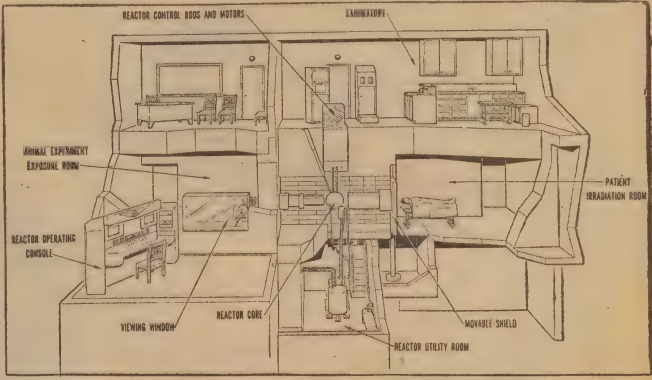 REACTOR CONTROL RODS AND MOTORS
LABORATORY
ANIMAL EXPERIMENT
EXPOSURE ROOM
PATIENT
IRRADIATION ROOM
REACTOR OPERATING
CONSOLE
VIEWING WINDOW
REACTOR CORE
MOVABLE SHIELD
REACTOR UTILITY ROOM